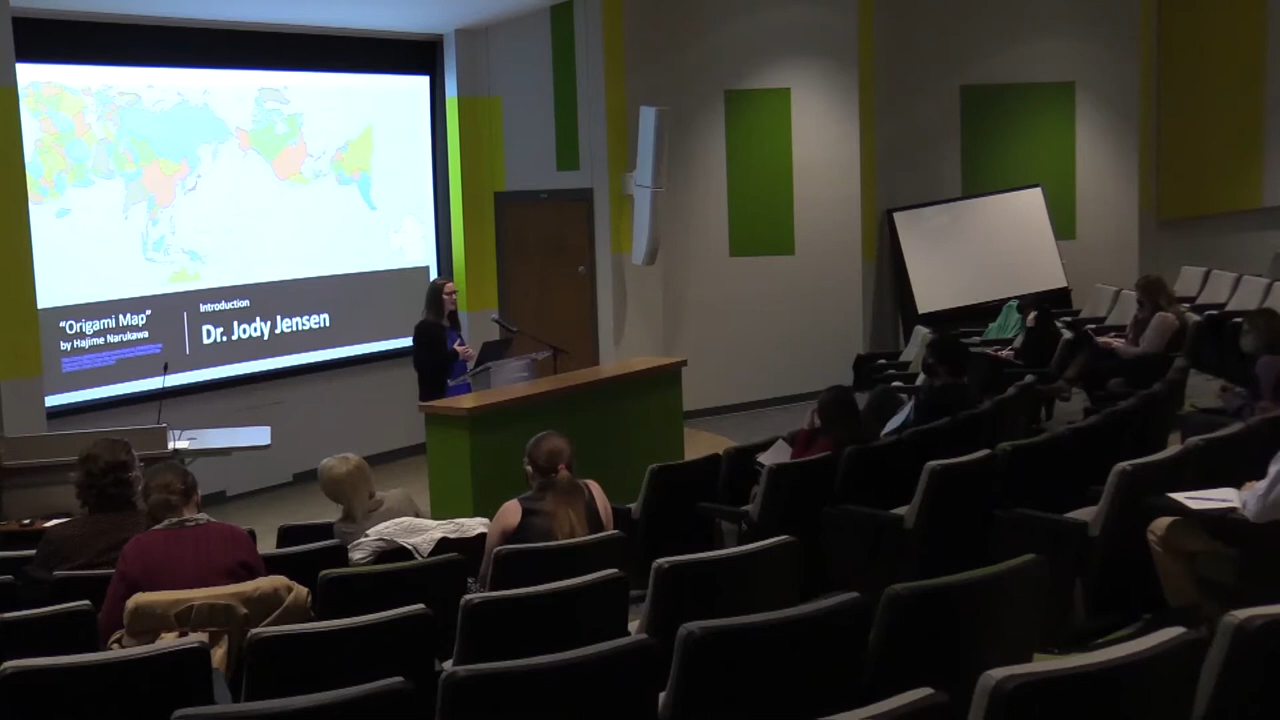 “Origami Map”
by Hajime Narukawa
Introduction
Dr. Jody Jensen